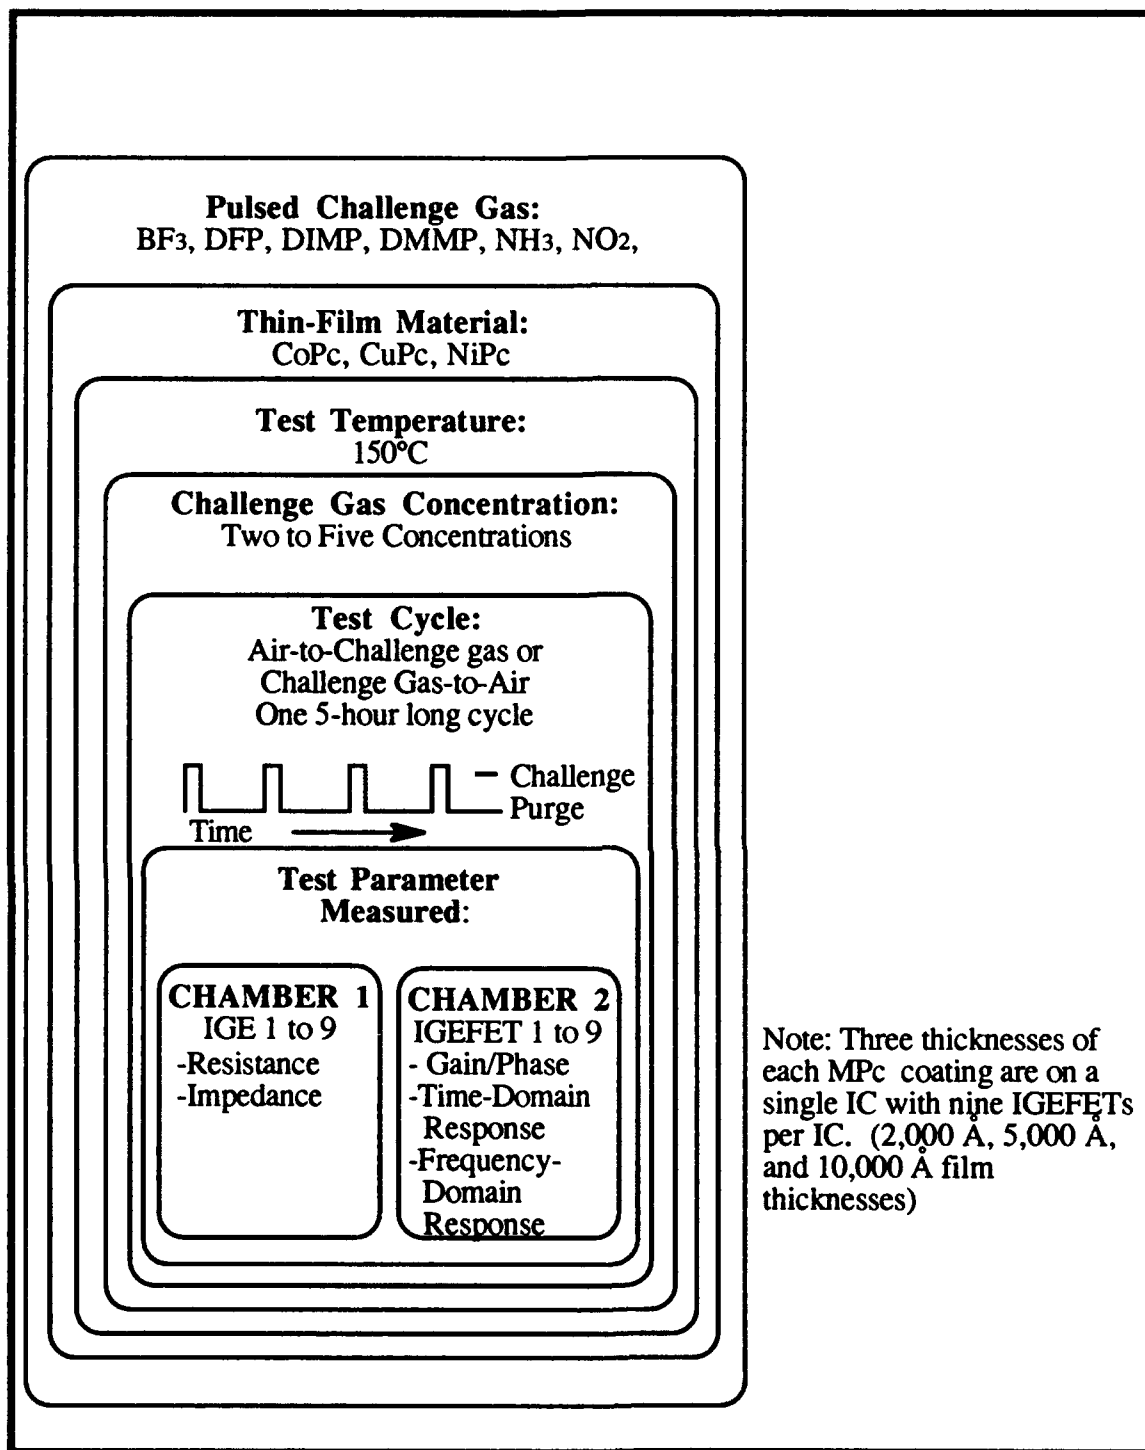 Pulsed Challenge Gas:
BF3, DFP, DIMP, DMMP, NH3, NO2,
Thin-Film Material:
CoPc, CuPc, NiPc
Test Temperature:
150°C
Challenge Gas Concentration:
Two to Five Concentrations
Test Cycle:
Air-to-Challenge gas or
Challenge Gas-to-Air
One 5-hour long cycle
Challenge
Purge
Time
Test Parameter
Measured:
CHAMBER 1
IGE 1 to 9
-Resistance
-Impedance
CHAMBER 2
IGEFET 1 to 9
- Gain/Phase
-Time-Domain
Response
-Frequency-
Domain
Response
Note: Three thicknesses of
each MPc coating are on a
single IC with nine IGEFETs
per IC. (2,000 Å, 5,000 Å,
and 10,000 Å film
thicknesses)